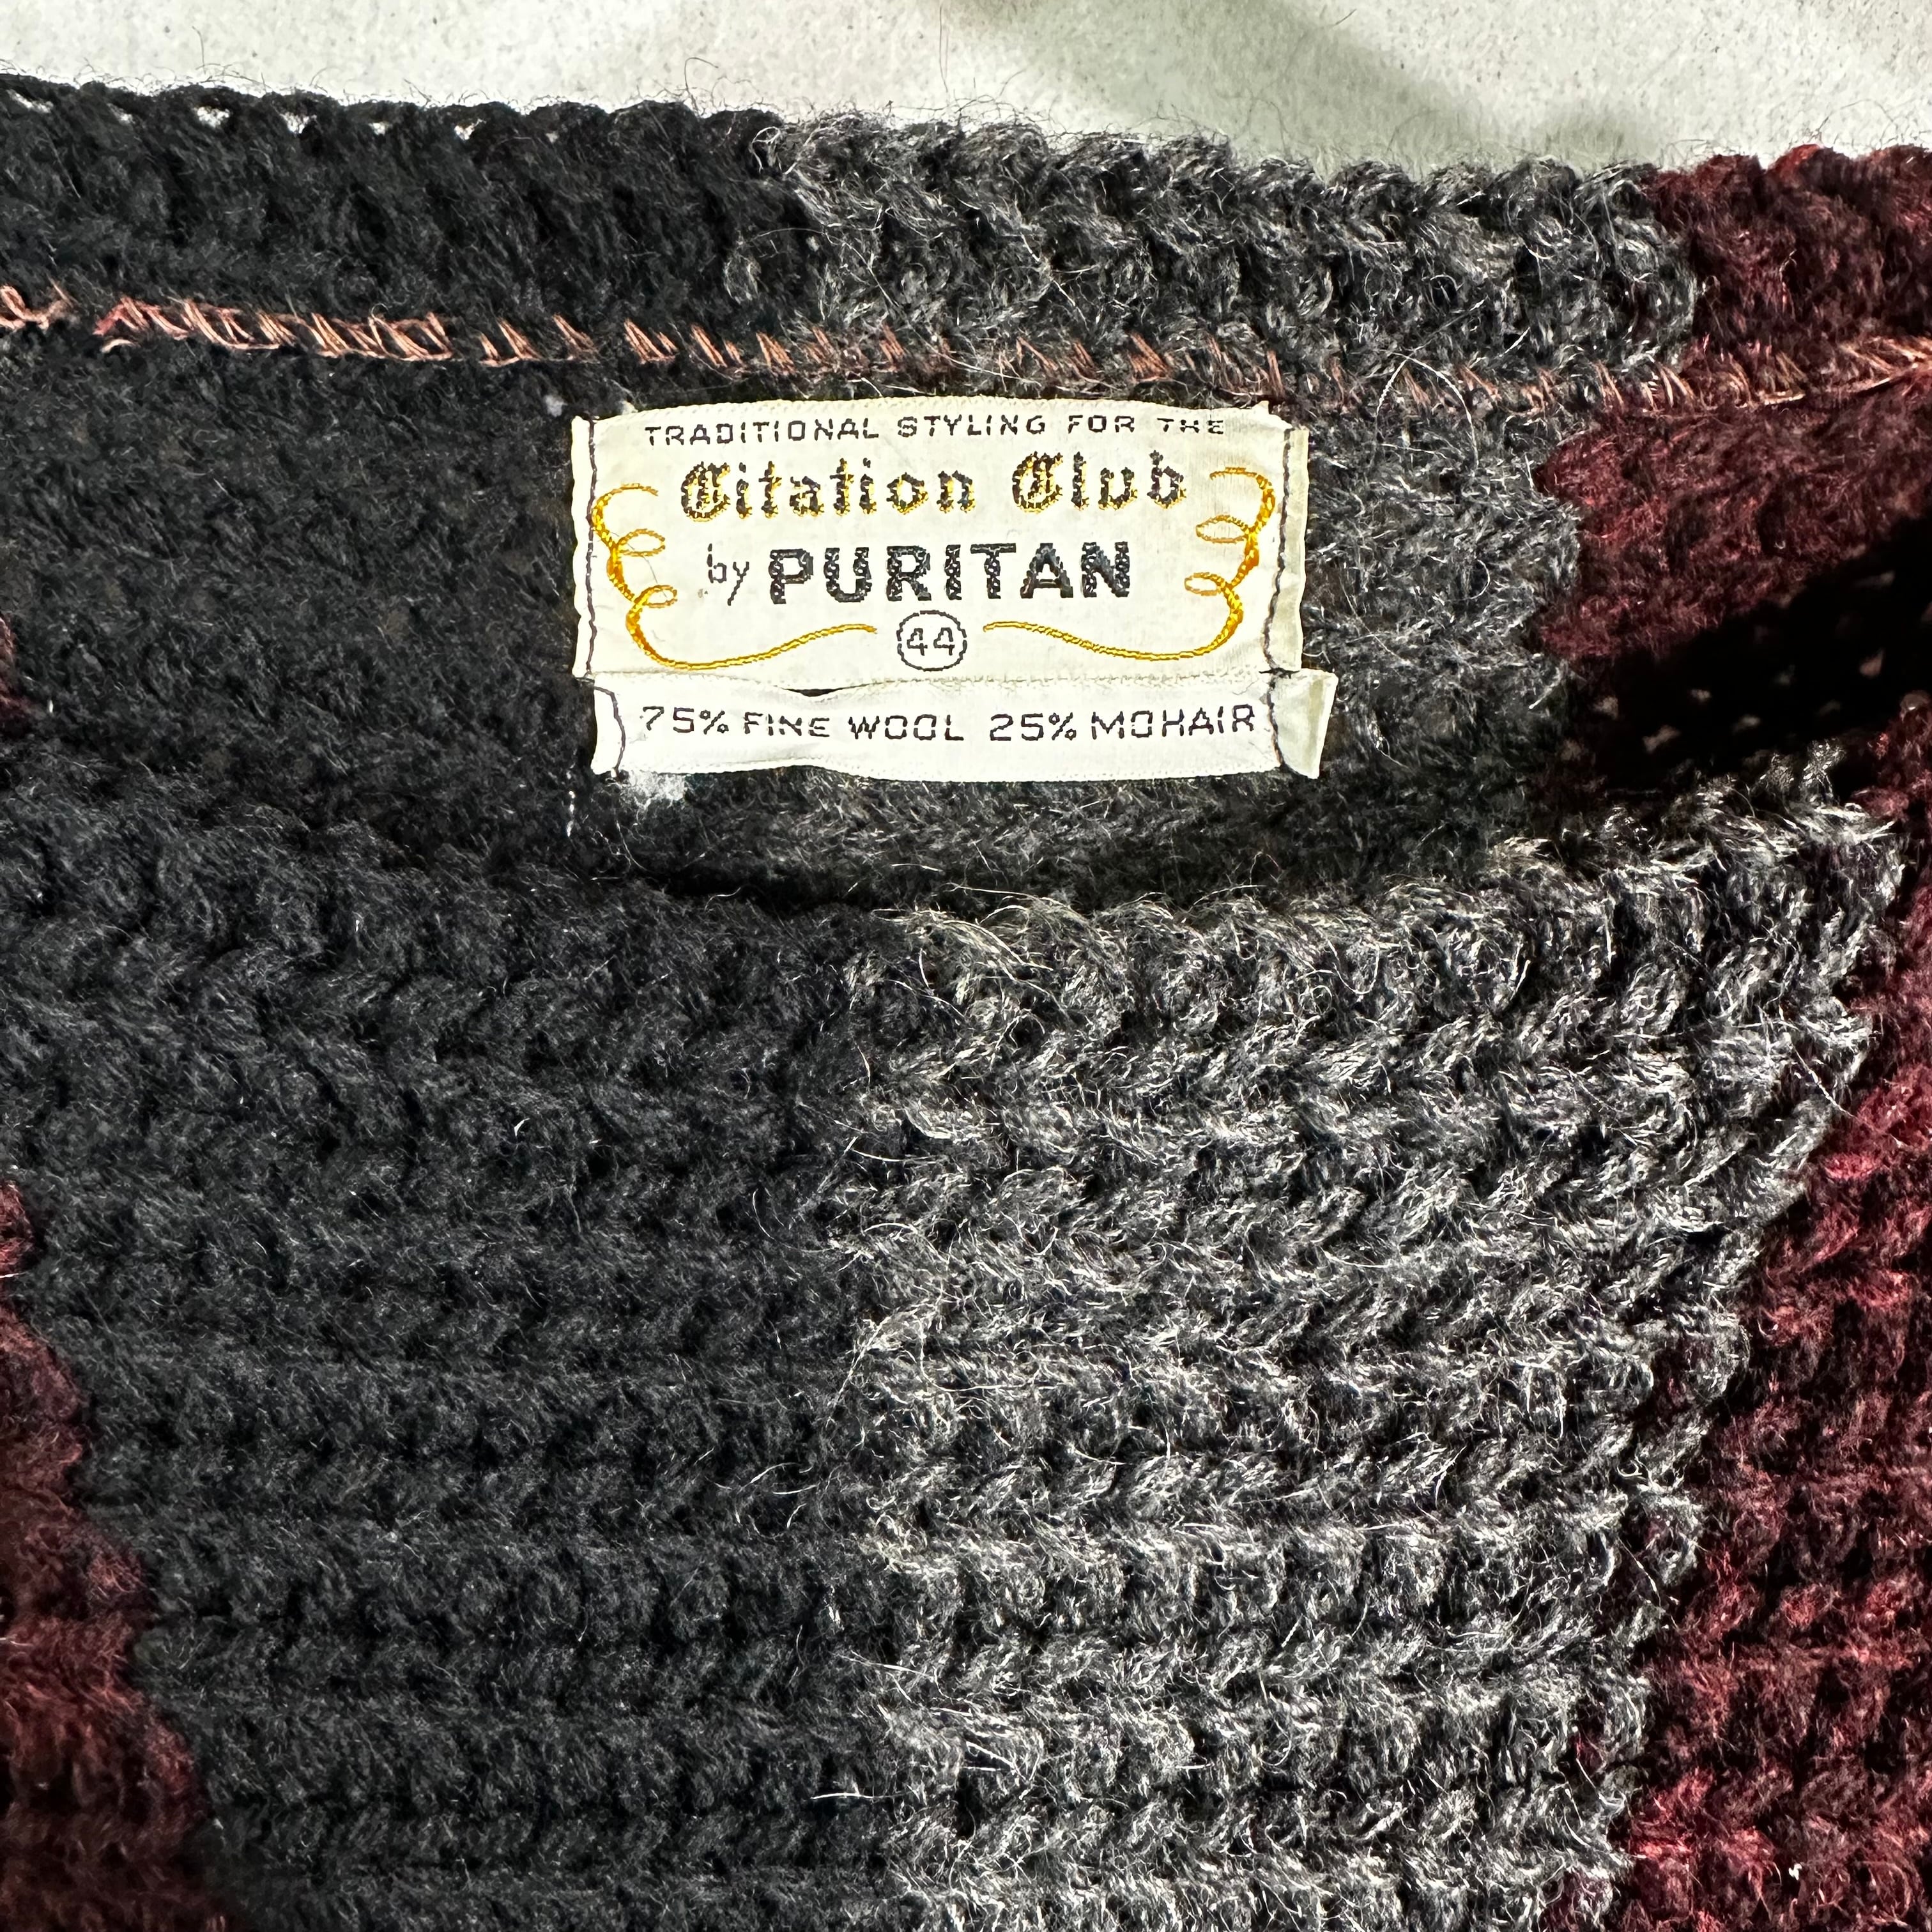 TRADITIONAL STYLING FOR THE
Citation Club
by PURITAN
44
75% FINE WOOL 25% MOHAIR